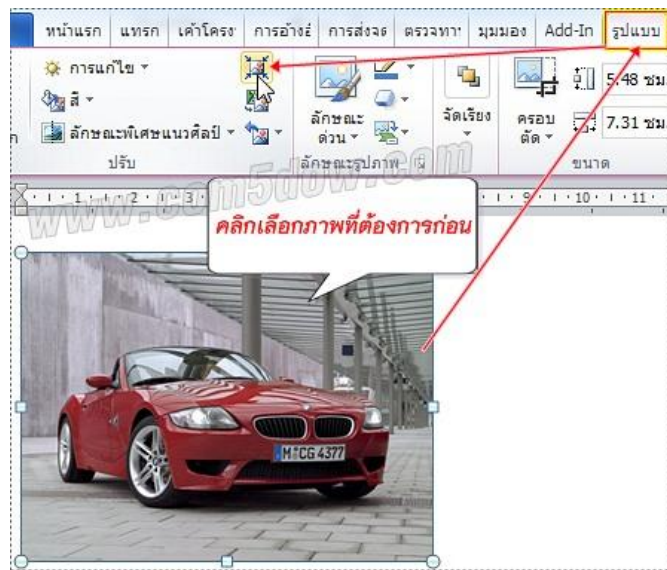 หน้าแรก แทรก เค้าโครง การอ้างอิ การส่งจด ตรวจทาน มุมมอง Add-In รูปแบบ
การแก้ไข
สี
ลักษณะพิเศษแนวศิลป์
ลักษณะ
ด่วน
จัดเรียง
ครอบ
ตัด
5.48 ซม
7.31 ซม
ปรับ
ลักษณะรูปภาพ
ขนาด
1 2 3 9 10 11
www.com5dow.com
คลิกเลือกภาพที่ต้องการก่อน
M CG 4377